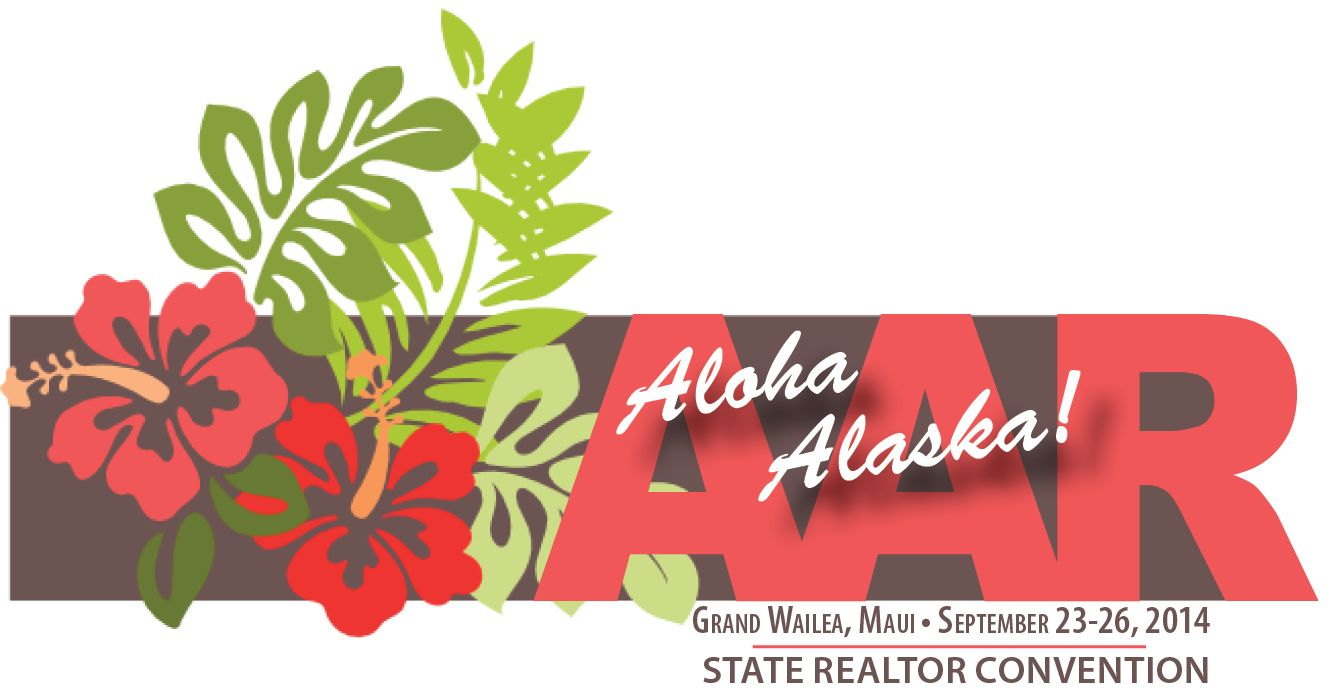 AAR
Aloha
Alaska!
Grand Wailea, Maui • September 23-26, 2014
STATE REALTOR CONVENTION